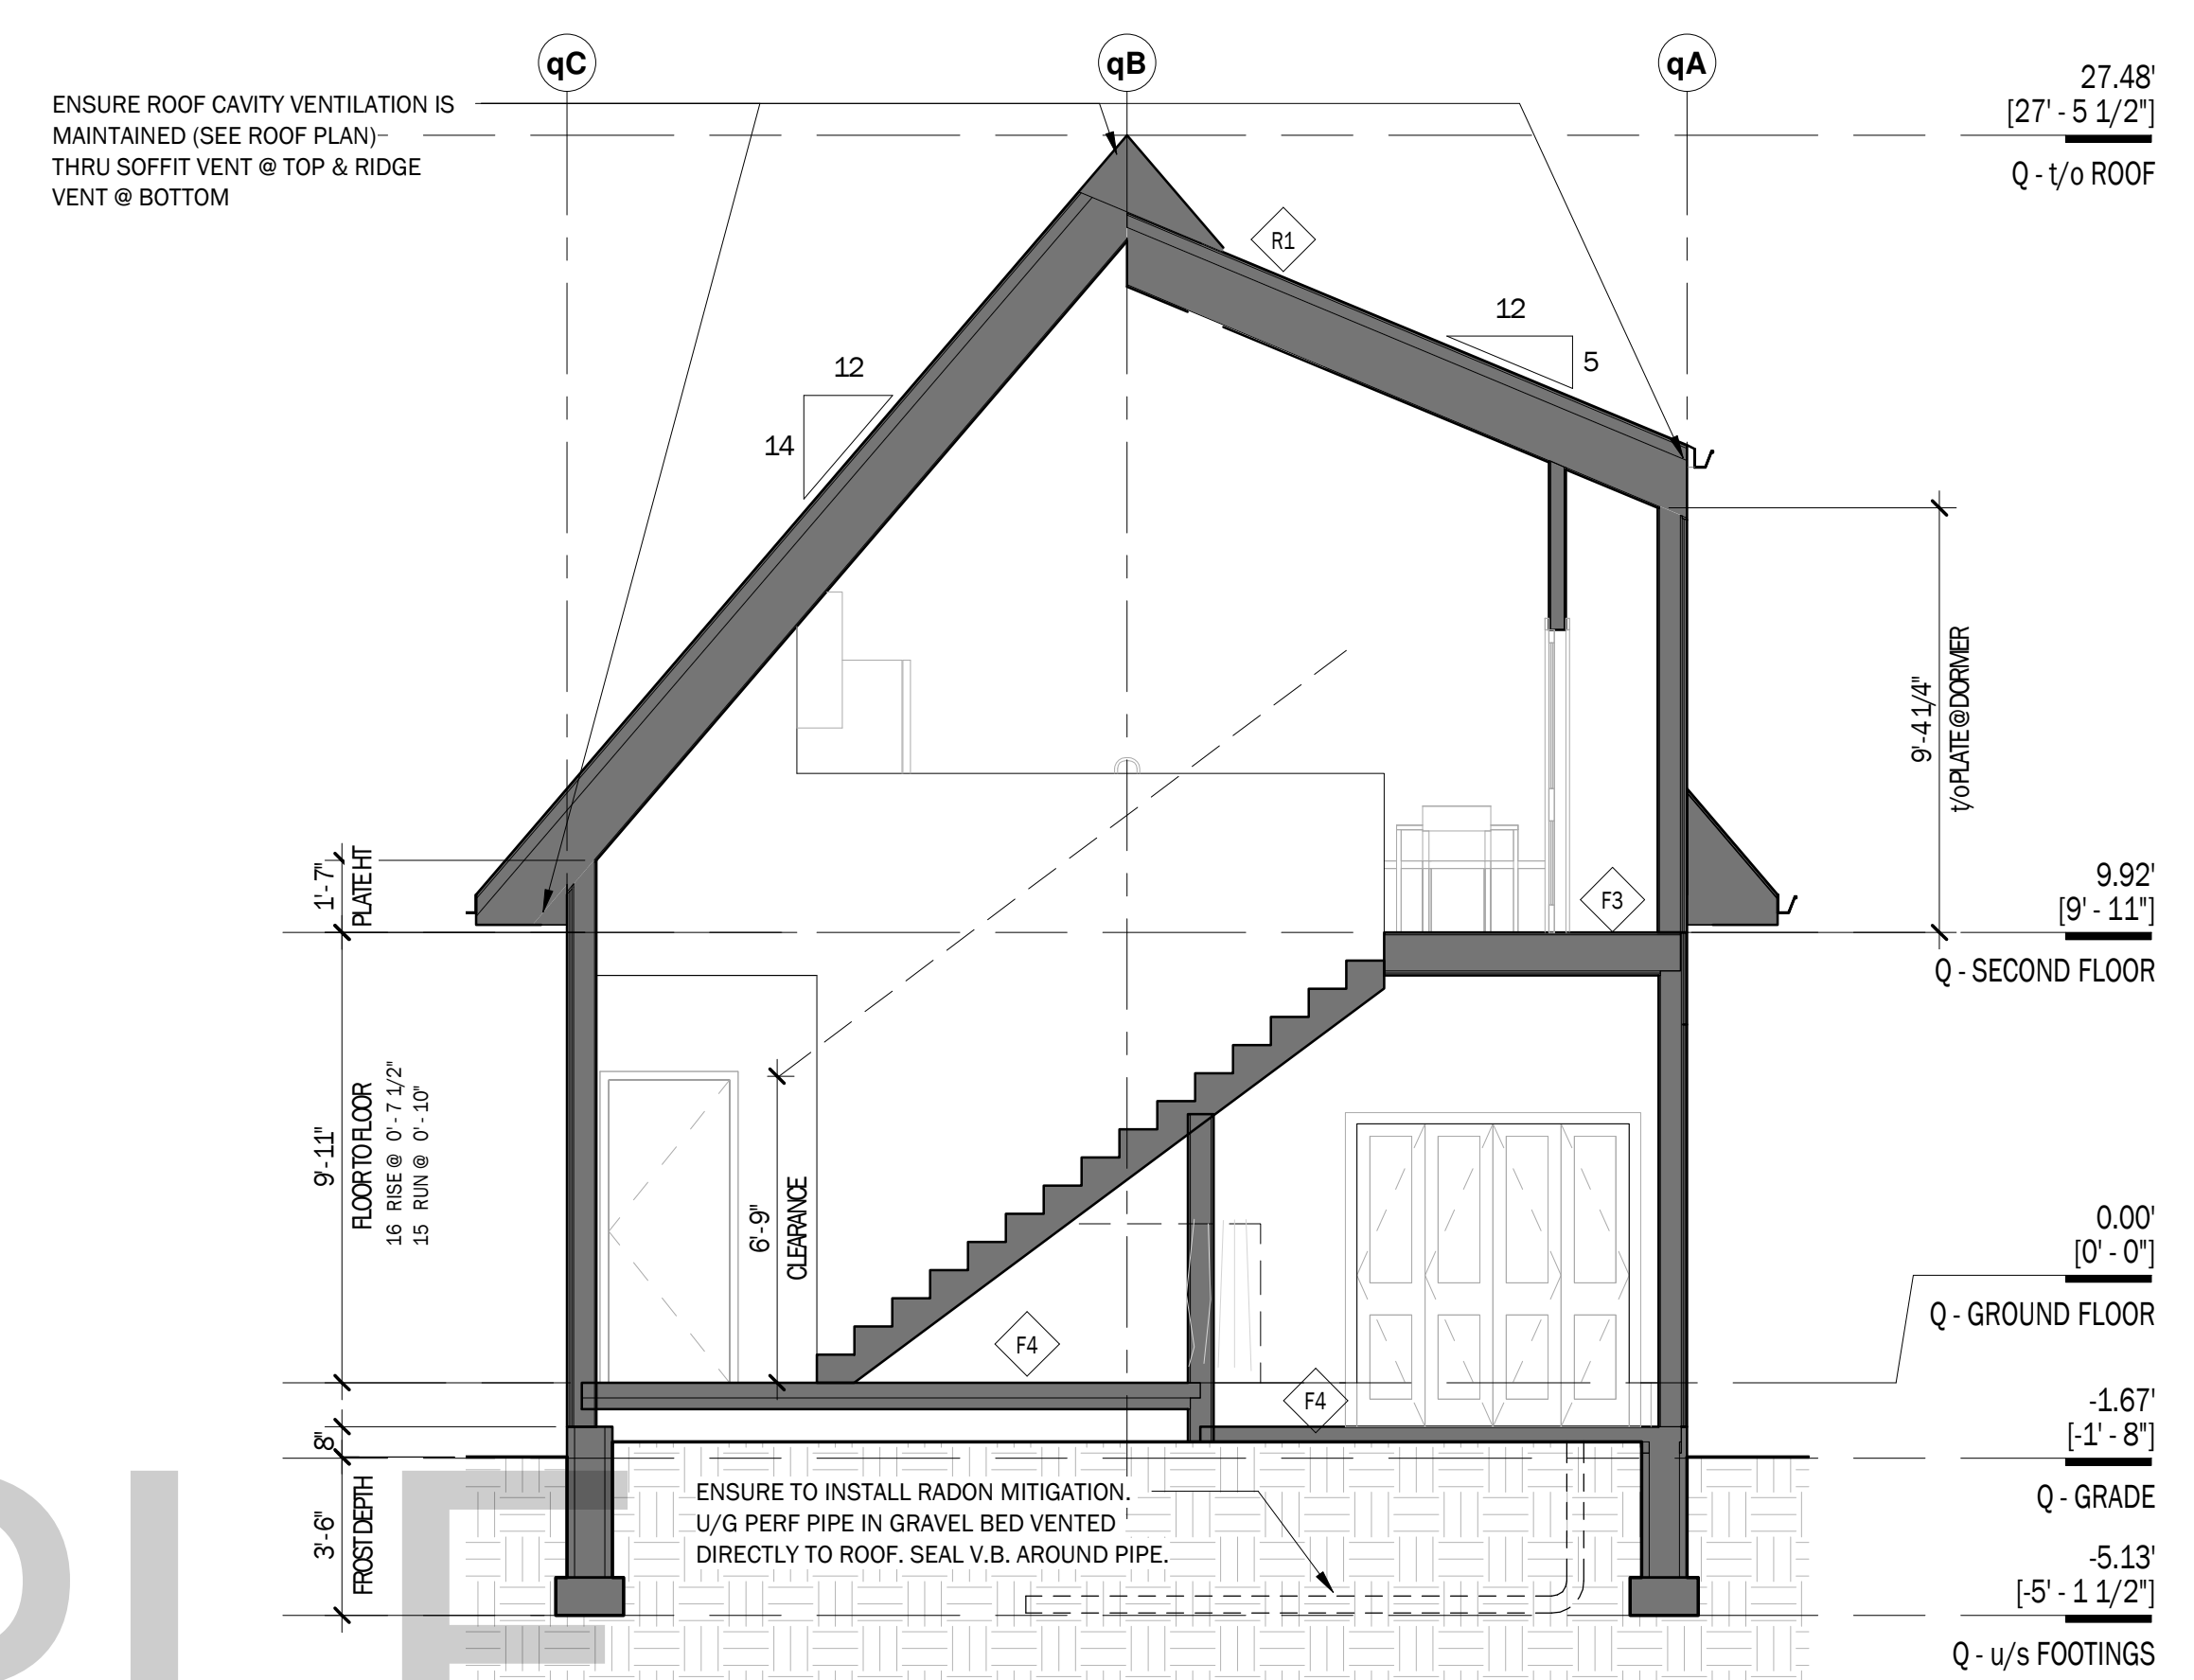 qC
qB
qA
ENSURE ROOF CAVITY VENTILATION IS
MAINTAINED (SEE ROOF PLAN)
THRU SOFFIT VENT @ TOP & RIDGE
VENT @ BOTTOM
27.48'
[27' - 5 1/2"]
Q - t/o ROOF
R1
12
5
12
14
9'- 4 1/4"
t/o PLATE @ DORMER
1'- 7"
PLATE HT
F3
9.92'
[9' - 11"]
Q - SECOND FLOOR
9'- 11"
FLOOR TO FLOOR
16 RISE @ 0' - 7 1/2"
15 RUN @ 0' - 10"
6'- 9"
CLEARANCE
0.00'
[0' - 0"]
Q - GROUND FLOOR
F4
F4
8"
-1.67'
[-1' - 8"]
Q - GRADE
3'- 6"
FROST DEPTH
ENSURE TO INSTALL RADON MITIGATION.
U/G PERF PIPE IN GRAVEL BED VENTED
DIRECTLY TO ROOF. SEAL V.B. AROUND PIPE.
-5.13'
[-5' - 1 1/2"]
Q - u/s FOOTINGS